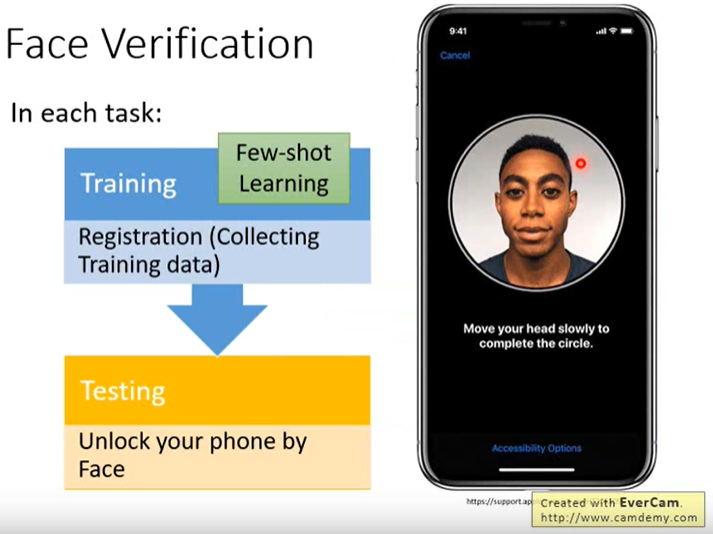 Face Verification
In each task:
Few-shot
Learning
Training
Registration (Collecting
Training data)
Testing
Unlock your phone by
Face
9:41
Cancel
Move your head slowly to
complete the circle.
Accessibility Options
https://support.app
Created with EverCam.
http://www.camdemy.com